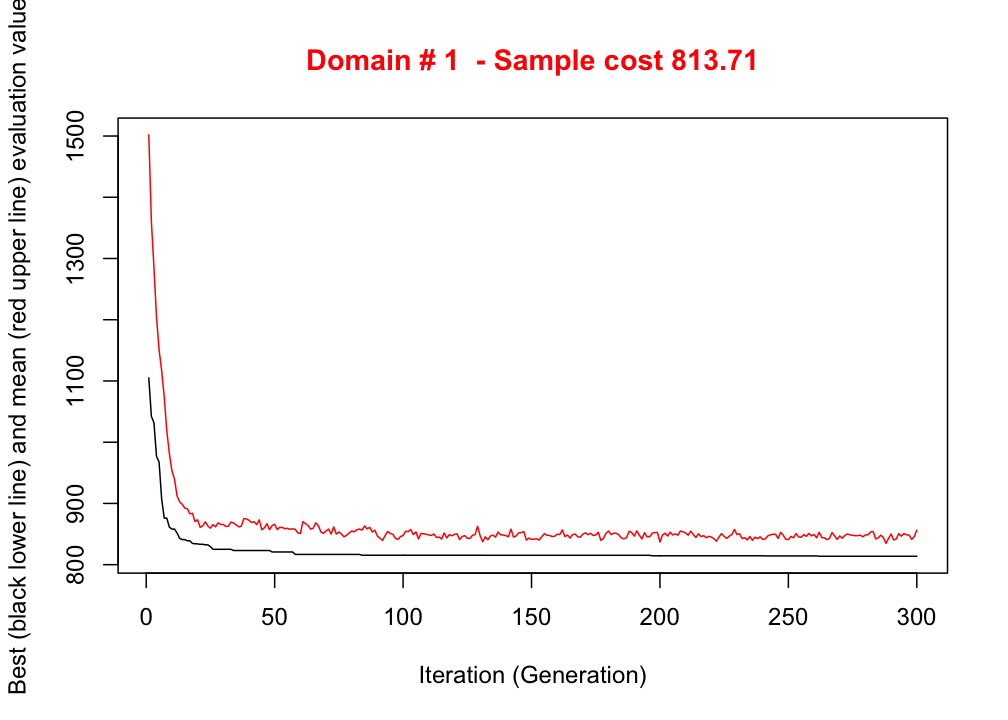 Domain # 1 - Sample cost 813.71
Best (black lower line) and mean (red upper line) evaluation value
1500
1300
1100
900
800
0 50 100 150 200 250 300
Iteration (Generation)